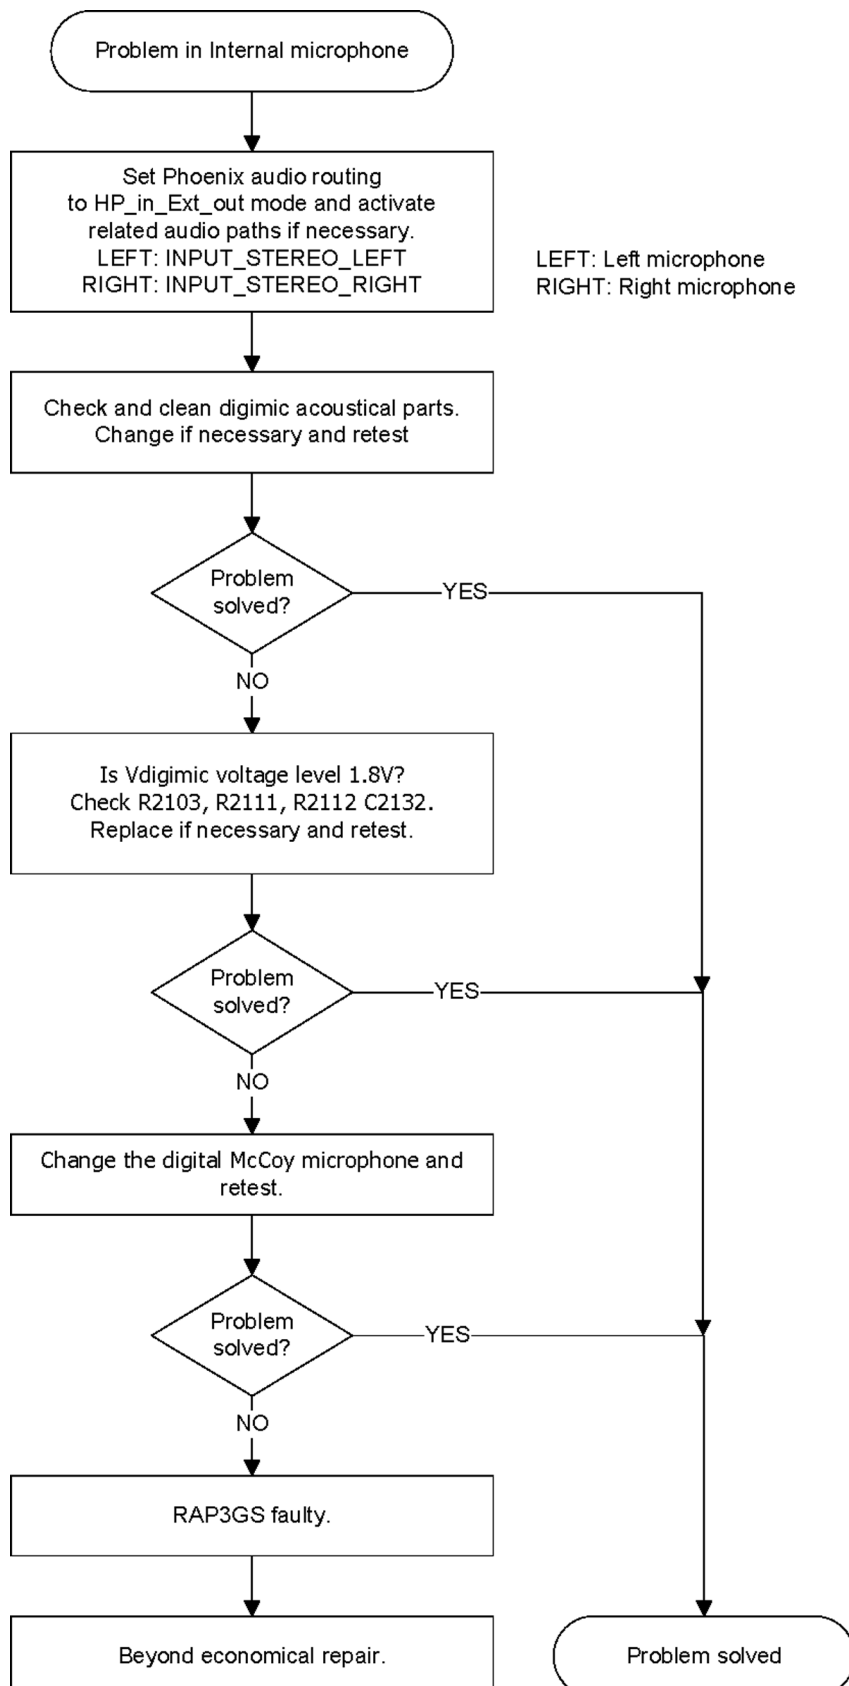 Problem in Internal microphone
Set Phoenix audio routing
to HP_in_Ext_out mode and activate
related audio paths if necessary.
LEFT: INPUT_STEREO_LEFT
RIGHT: INPUT_STEREO_RIGHT
LEFT: Left microphone
RIGHT: Right microphone
Check and clean digimic acoustical parts.
Change if necessary and retest
Problem
solved?
YES
NO
Is Vdigimic voltage level 1.8V?
Check R2103, R2111, R2112 C2132.
Replace if necessary and retest.
Problem
solved?
YES
NO
Change the digital McCoy microphone and
retest.
Problem
solved?
YES
NO
RAP3GS faulty.
Beyond economical repair.
Problem solved